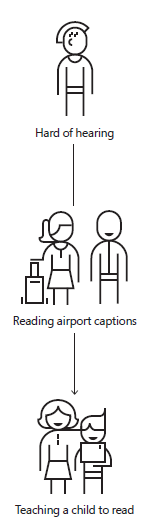 Hard of hearing
Reading airport captions
Teaching a child to read